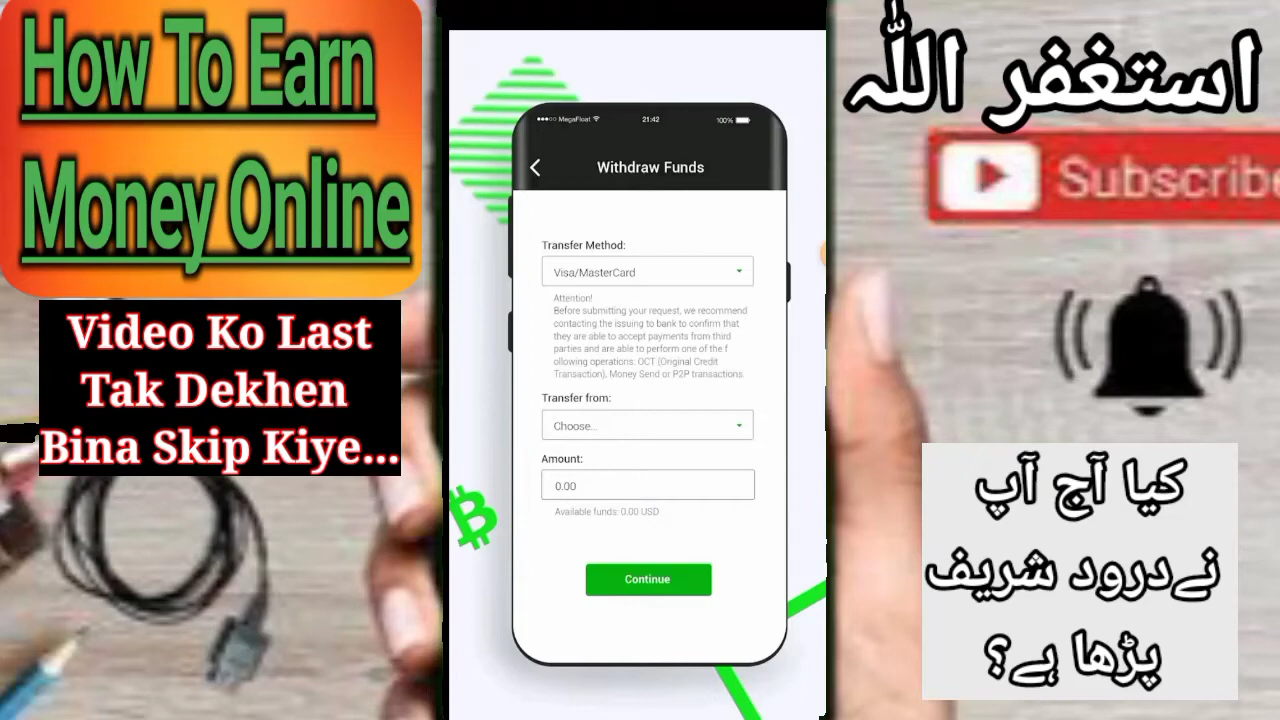 How To Earn
Money Online
Video Ko Last
Tak Dekhen
Bina Skip Kiye...
●●●○○ MegaFloat
21:42
100%
Withdraw Funds
Transfer Method:
Visa/MasterCard
Attention!
Before submitting your request, we recommend
contacting the issuing to bank to confirm that
they are able to accept payments from third
parties and are able to perform one of the f
ollowing operations: OCT (Original Credit
Transaction), Money Send or P2P transactions.
Transfer from:
Choose...
Amount:
0.00
Available funds: 0.00 USD
Continue
استغفر اللّٰہ
Subscribe
کیا آج آپ
نےدرود شریف
پڑھا ہے؟